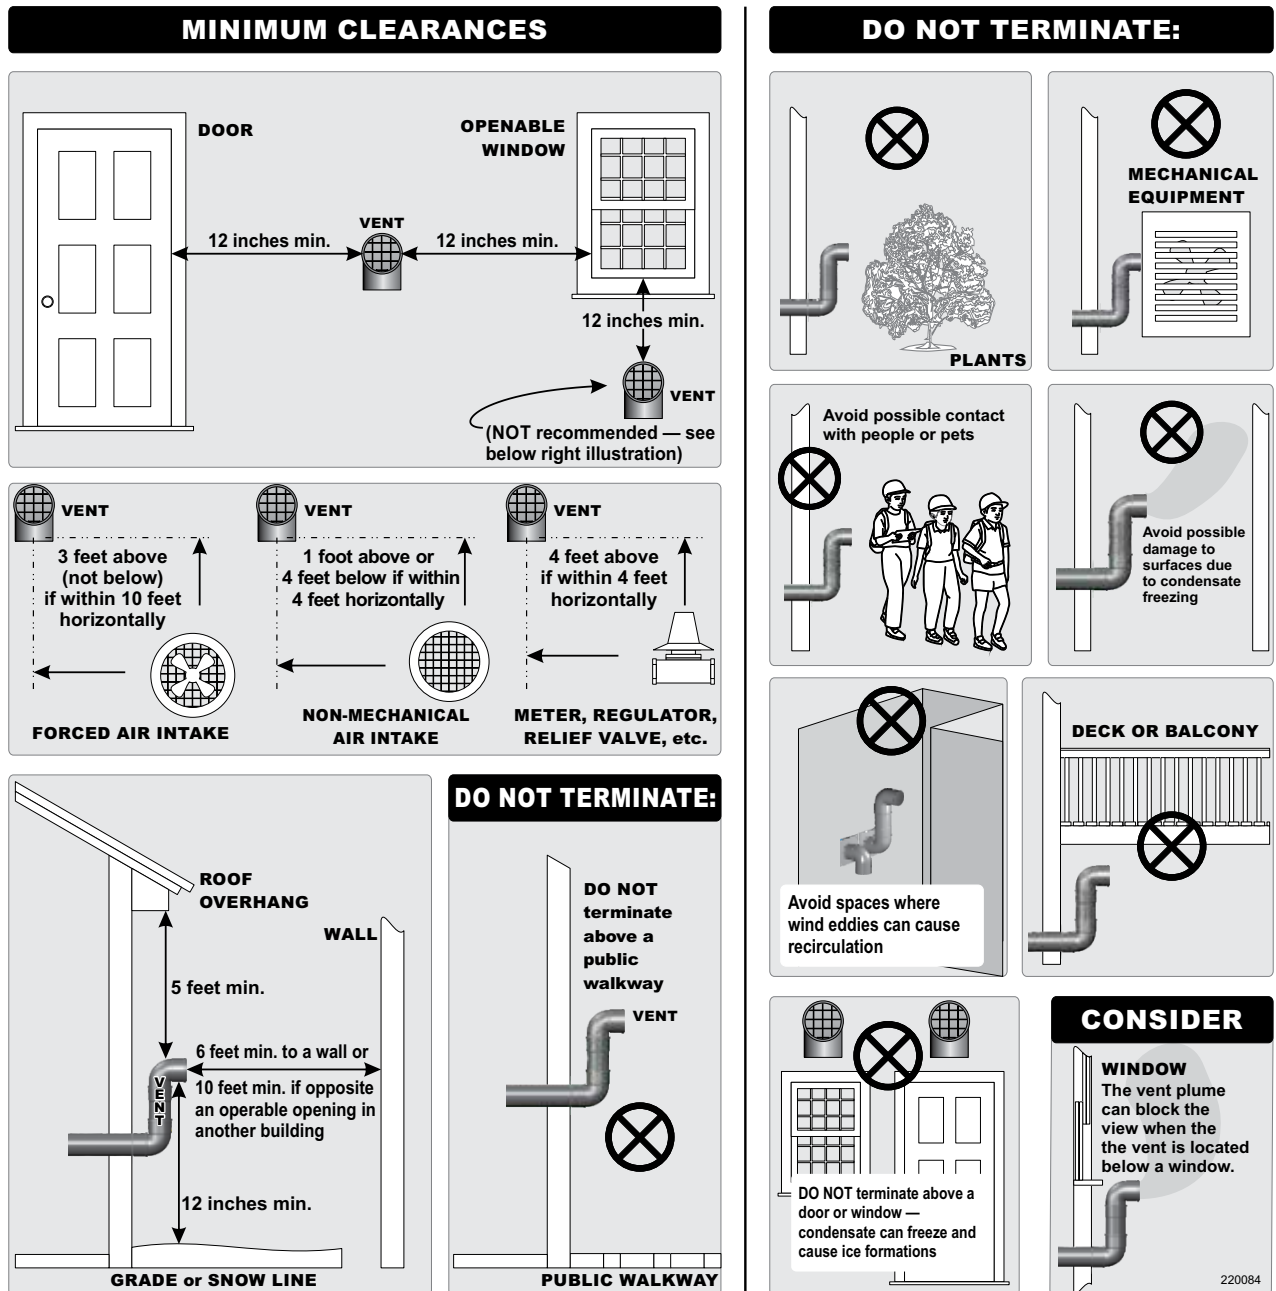 MINIMUM CLEARANCES
DOOR
OPENABLE
WINDOW
VENT
12 inches min.
12 inches min.
12 inches min.
VENT
(NOT recommended — see
below right illustration)
VENT
3 feet above
(not below)
if within 10 feet
horizontally
FORCED AIR INTAKE
VENT
1 foot above or
4 feet below if within
4 feet horizontally
NON-MECHANICAL
AIR INTAKE
VENT
4 feet above
if within 4 feet
horizontally
METER, REGULATOR,
RELIEF VALVE, etc.
ROOF
OVERHANG
WALL
5 feet min.
6 feet min. to a wall or
10 feet min. if opposite
an operable opening in
another building
VENT
12 inches min.
GRADE or SNOW LINE
DO NOT TERMINATE:
DO NOT
terminate
above a
public
walkway
VENT
PUBLIC WALKWAY
DO NOT TERMINATE:
PLANTS
MECHANICAL
EQUIPMENT
Avoid possible contact
with people or pets
Avoid possible
damage to
surfaces due
to condensate
freezing
Avoid spaces where
wind eddies can cause
recirculation
DECK OR BALCONY
DO NOT terminate above a
door or window —
condensate can freeze and
cause ice formations
CONSIDER
WINDOW
The vent plume
can block the
view when the
the vent is located
below a window.
220084